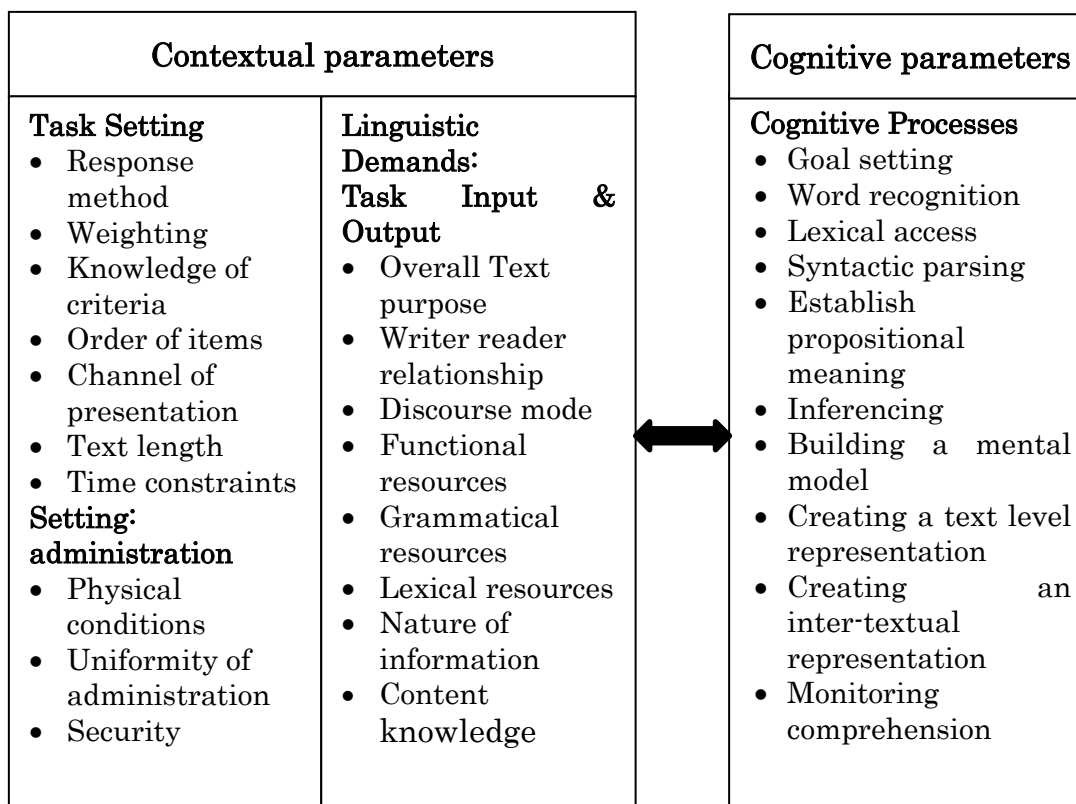 Contextual parameters
Task Setting
• Response
method
• Weighting
• Knowledge of
criteria
• Order of items
• Channel of
presentation
• Text length
• Time constraints
Setting:
administration
• Physical
conditions
• Uniformity of
administration
• Security
Linguistic
Demands:
Task Input &
Output
• Overall Text
purpose
• Writer reader
relationship
• Discourse mode
• Functional
resources
• Grammatical
resources
• Lexical resources
• Nature of
information
• Content
knowledge
Cognitive parameters
Cognitive Processes
• Goal setting
• Word recognition
• Lexical access
• Syntactic parsing
• Establish
propositional
meaning
• Inferencing
• Building a mental
model
• Creating a text level
representation
• Creating an
inter-textual
representation
• Monitoring
comprehension